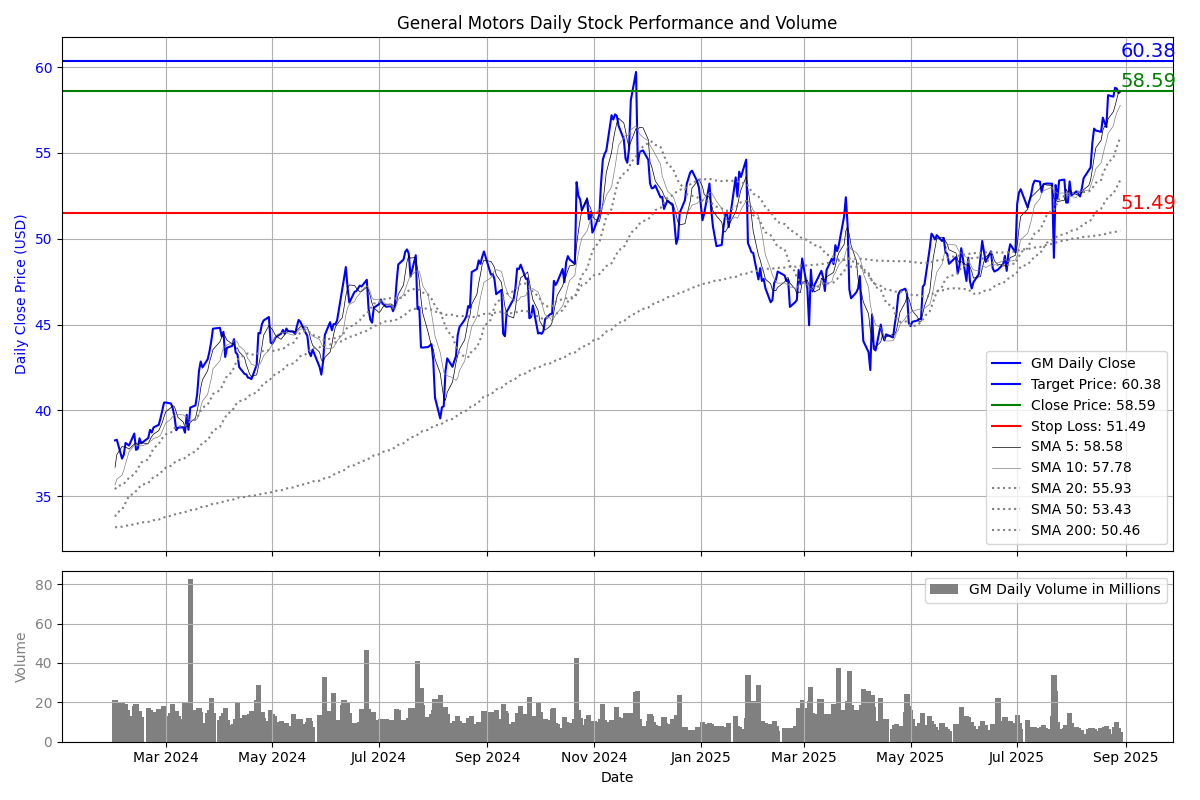 General Motors Daily Stock Performance and Volume
60.38
58.59
51.49
60
55
50
45
40
35
Daily Close Price (USD)
GM Daily Close
Target Price: 60.38
Close Price: 58.59
Stop Loss: 51.49
SMA 5: 58.58
SMA 10: 57.78
SMA 20: 55.93
SMA 50: 53.43
SMA 200: 50.46
80
60
40
20
0
Volume
GM Daily Volume in Millions
Mar 2024
May 2024
Jul 2024
Sep 2024
Nov 2024
Jan 2025
Mar 2025
May 2025
Jul 2025
Sep 2025
Date